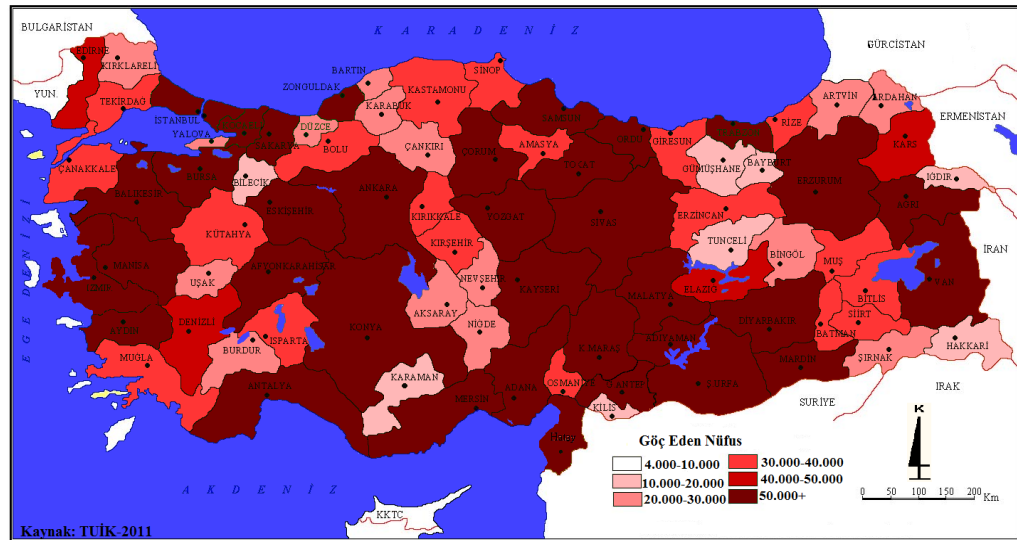 BULGARİSTAN
K A R A D E N İ Z
GÜRCİSTAN
EDİRNE
KIRKLARELİ
SİNOP
BARTIN
ZONGULDAK
KASTAMONU
YUN.
TEKİRDAĞ
KARABÜK
SAMSUN
ARTVİN
ARDAHAN
İSTANBUL
YALOVA
SAKARYA
DÜZCE
BOLU
ORDU
GİRESUN
RİZE
ERMENİSTAN
ÇANAKKALE
BURSA
BİLECİK
ÇANKIRI
ÇORUM
AMASYA
TOKAT
GÜMÜŞHANE
BAYBURT
KARS
IĞDIR
BALIKESİR
ESKİŞEHİR
ANKARA
KIRIKKALE
YOZGAT
SİVAS
ERZİNCAN
ERZURUM
AĞRI
KÜTAHYA
KIRŞEHİR
TUNCELİ
BİNGÖL
MUŞ
İRAN
MANİSA
İZMİR
UŞAK
AFYONKARAHİSAR
NEVŞEHİR
KAYSERİ
MALATYA
ELAZIĞ
BİTLİS
VAN
EGE DENİZİ
AYDIN
DENİZLİ
BURDUR
ISPARTA
KONYA
AKSARAY
NİĞDE
ADIYAMAN
DİYARBAKIR
BATMAN
SİİRT
MUĞLA
ANTALYA
KARAMAN
MERSİN
ADANA
OSMANİYE
K.MARAŞ
G.ANTEP
KİLİS
Ş.URFA
MARDİN
ŞIRNAK
HAKKARİ
Hatay
SURİYE
IRAK
A K D E N İ Z
KKTC
Göç Eden Nüfus
4.000-10.000
10.000-20.000
20.000-30.000
30.000-40.000
40.000-50.000
50.000+
K
0 50 100 200
Km
Kaynak: TUİK-2011